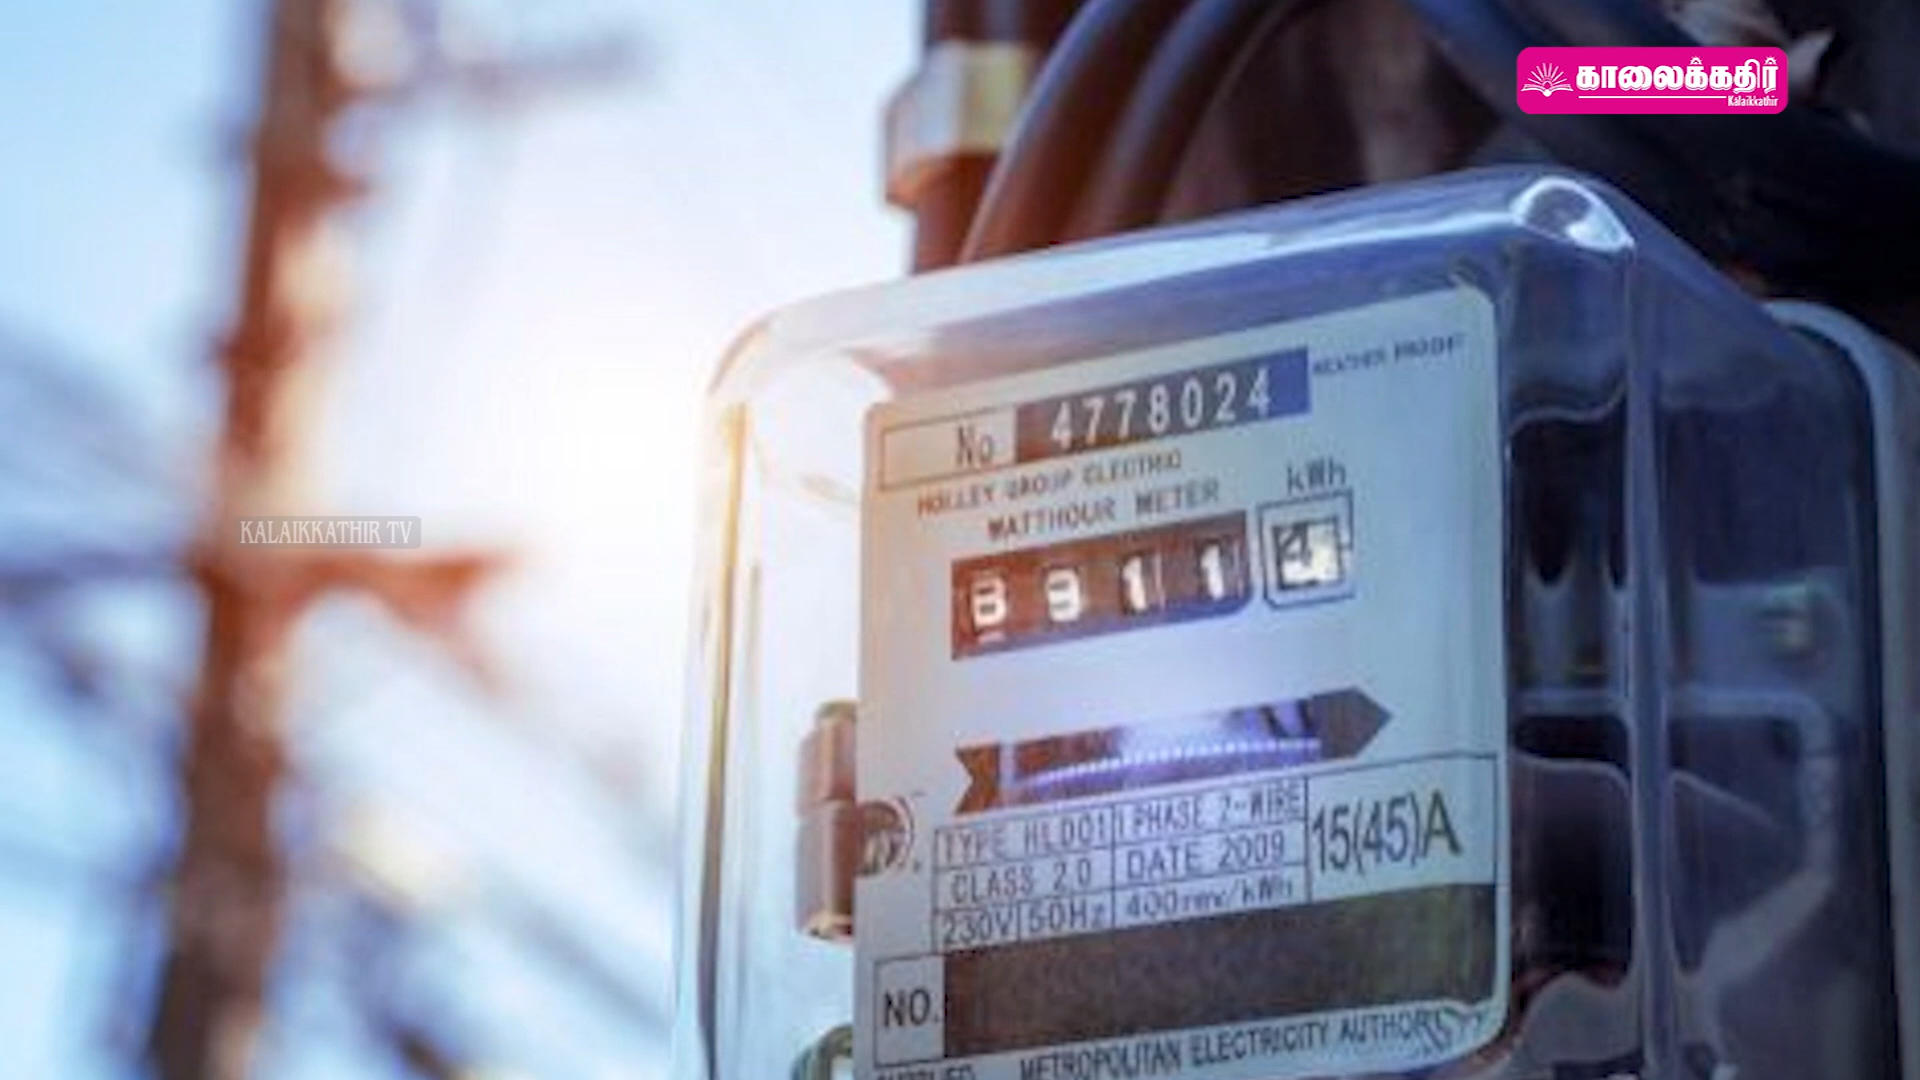 காலைக்கதிர்
Kalaikkathir
KALAIKKATHIR TV
WEATHER PROOF
No 4778024
HOLLEY GROUP ELECTRIC
WATTHOUR METER
kWh
8 9 1 1 4
TYPE HLD01 1 PHASE 2-WIRE
CLASS 2.0 DATE 2009
15(45)A
230V 50Hz 400rev/kWh
NO.
METROPOLITAN ELECTRICITY AUTHORITY